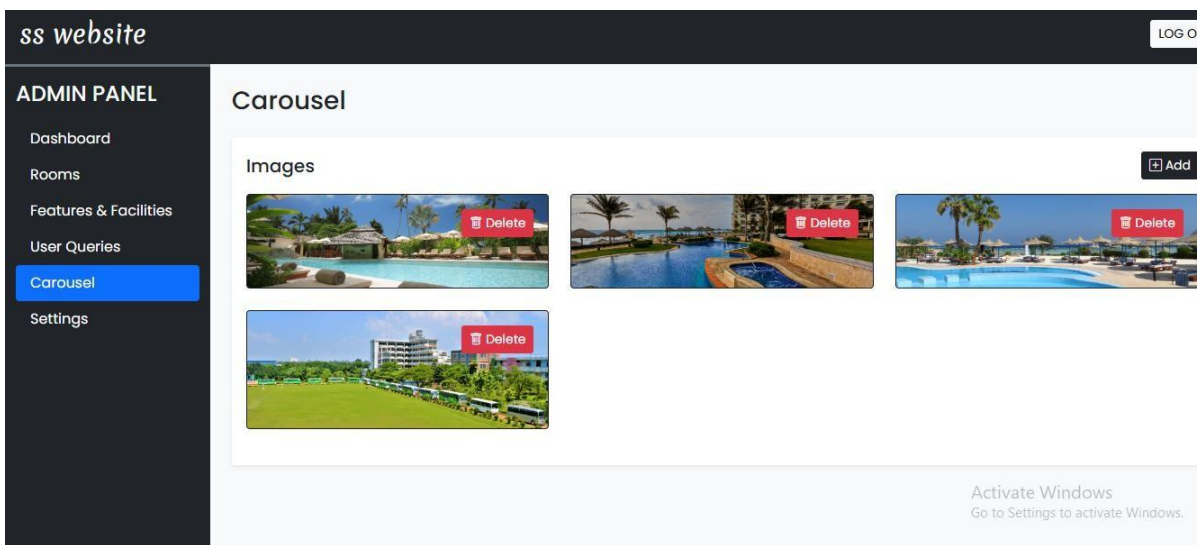 ss website
LOG O
ADMIN PANEL
Dashboard
Rooms
Features & Facilities
User Queries
Carousel
Settings
Carousel
Images
Add
Delete
Delete
Delete
Delete
Activate Windows
Go to Settings to activate Windows.